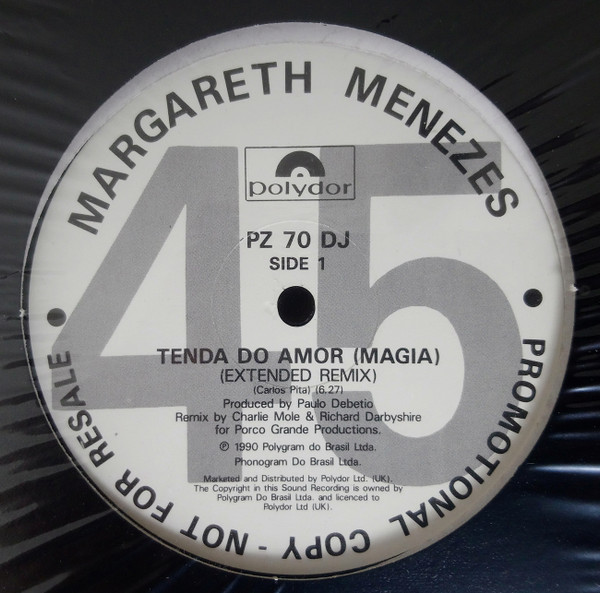 MARGARETH MENEZES
45
polydor
PZ 70 DJ
SIDE 1
TENDA DO AMOR (MAGIA)
(EXTENDED REMIX)
(Carlos Pita) (6.27)
Produced by Paulo Debetio
Remix by Charlie Mole & Richard Darbyshire
for Porco Grande Productions.
℗ 1990 Polygram do Brasil Ltda.
Phonogram Do Brasil Ltda.
Marketed and Distributed by Polydor Ltd. (UK).
The Copyright in this Sound Recording is owned by
Polygram Do Brasil Ltda. and licenced to
Polydor Ltd (UK).
PROMOTIONAL COPY - NOT FOR RESALE